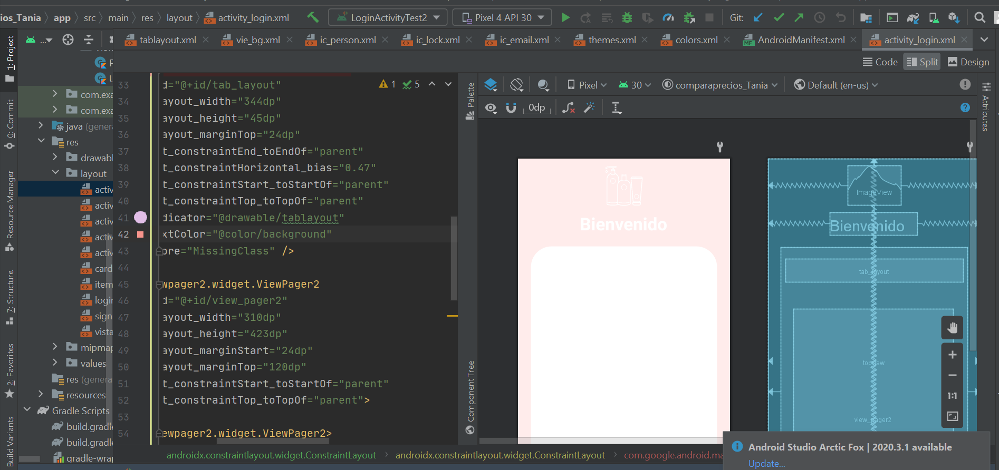 ios_Tania app src main res layout activity_login.xml LoginActivityTest2 Pixel 4 API 30 Git:
... tablayout.xml vie_bg.xml ic_person.xml ic_lock.xml ic_email.xml themes.xml colors.xml AndroidManifest.xml activity_login.xml
Code Split Design
1: Project
0: Commit
Resource Manager
7: Structure
2: Favorites
Build Variants
com.exa
com.exa
java (gener
res
drawabl
layout
activ
activ
activ
activ
activ
card
item
login
sign
vista
mipmap
values
res (genera
resources
Gradle Scripts
build.gradle
build.gradle
gradle-wrap
1 5
33 d="@+id/tab_layout"
34 ayout_width="344dp"
35 ayout_height="45dp"
36 ayout_marginTop="24dp"
37 t_constraintEnd_toEndOf="parent"
38 t_constraintHorizontal_bias="0.47"
39 t_constraintStart_toStartOf="parent"
40 t_constraintTop_toTopOf="parent"
41 dicator="@drawable/tablayout"
42 xtColor="@color/background"
43 ore="MissingClass" />
44
45 wpager2.widget.ViewPager2
46 d="@+id/view_pager2"
47 ayout_width="310dp"
48 ayout_height="423dp"
49 ayout_marginStart="24dp"
50 ayout_marginTop="120dp"
51 t_constraintStart_toStartOf="parent"
52 t_constraintTop_toTopOf="parent">
53
54 ewpager2.widget.ViewPager2>
androidx.constraintlayout.widget.ConstraintLayout androidx.constraintlayout.widget.ConstraintLayout com.google.android.ma
Palette
Component Tree
Pixel 30 comparaprecios_Tania Default (en-us)
0dp
Attributes
Bienvenido
ImageView
Bienvenido
tab_layout
topview
view_pager2
1:1
Android Studio Arctic Fox | 2020.3.1 available
Update...